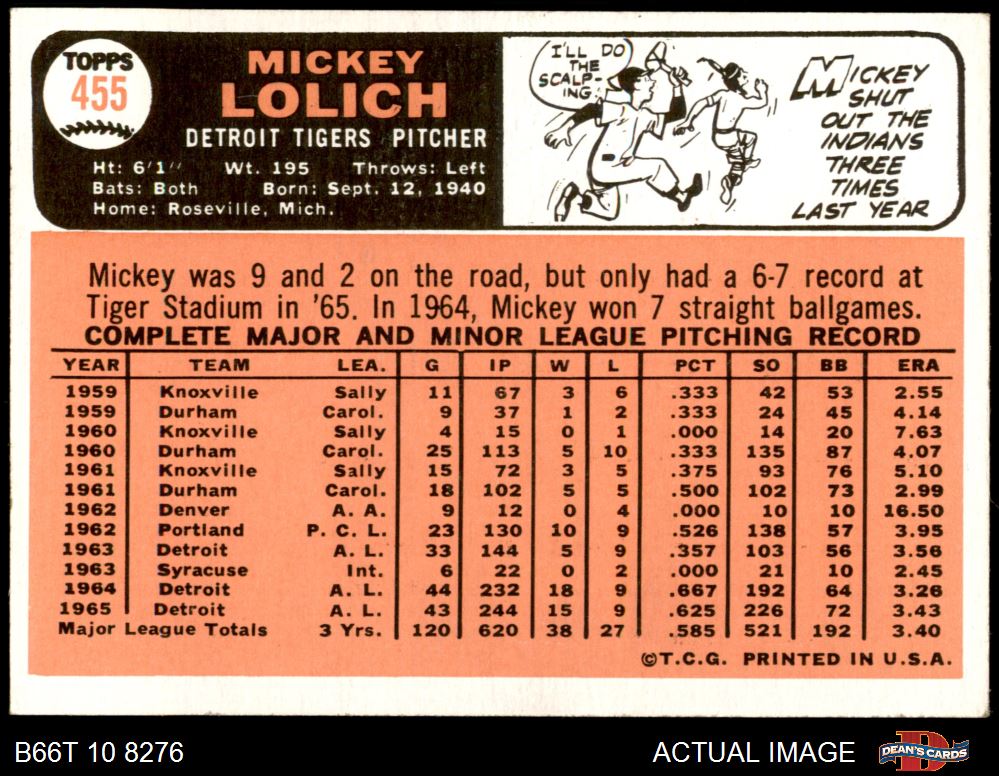 TOPPS
455
MICKEY
LOLICH
DETROIT TIGERS PITCHER
Ht: 6'1" Wt. 195 Throws: Left
Bats: Both Born: Sept. 12, 1940
Home: Roseville, Mich.
I'LL DO
THE
SCALP-
ING
MICKEY
SHUT
OUT THE
INDIANS
THREE
TIMES
LAST YEAR
Mickey was 9 and 2 on the road, but only had a 6-7 record at
Tiger Stadium in '65. In 1964, Mickey won 7 straight ballgames.
COMPLETE MAJOR AND MINOR LEAGUE PITCHING RECORD
YEAR TEAM LEA. G IP W L PCT SO BB ERA
1959 Knoxville Sally 11 67 3 6 .333 42 53 2.55
1959 Durham Carol. 9 37 1 2 .333 24 45 4.14
1960 Knoxville Sally 4 15 0 1 .000 14 20 7.63
1960 Durham Carol. 25 113 5 10 .333 135 87 4.07
1961 Knoxville Sally 15 72 3 5 .375 93 76 5.10
1961 Durham Carol. 18 102 5 5 .500 102 73 2.99
1962 Denver A. A. 9 12 0 4 .000 10 10 16.50
1962 Portland P. C. L. 23 130 10 9 .526 138 57 3.95
1963 Detroit A. L. 33 144 5 9 .357 103 56 3.56
1963 Syracuse Int. 6 22 0 2 .000 21 10 2.45
1964 Detroit A. L. 44 232 18 9 .667 192 64 3.26
1965 Detroit A. L. 43 244 15 9 .625 226 72 3.43
Major League Totals 3 Yrs. 120 620 38 27 .585 521 192 3.40
©T.C.G. PRINTED IN U.S.A.
B66T 10 8276
ACTUAL IMAGE
DEAN'S CARDS